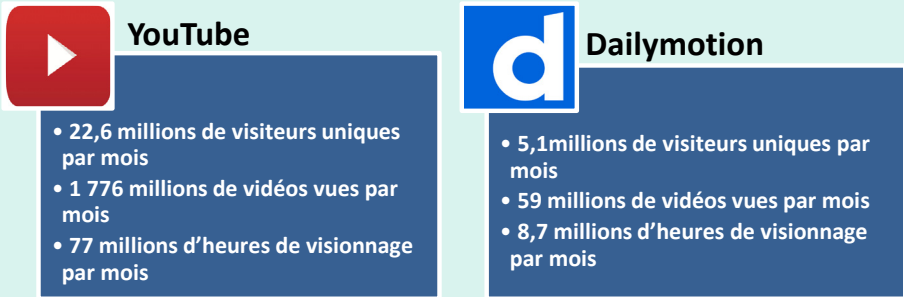 YouTube
• 22,6 millions de visiteurs uniques
par mois
• 1 776 millions de vidéos vues par
mois
• 77 millions d’heures de visionnage
par mois
d
Dailymotion
• 5,1millions de visiteurs uniques par
mois
• 59 millions de vidéos vues par mois
• 8,7 millions d’heures de visionnage
par mois